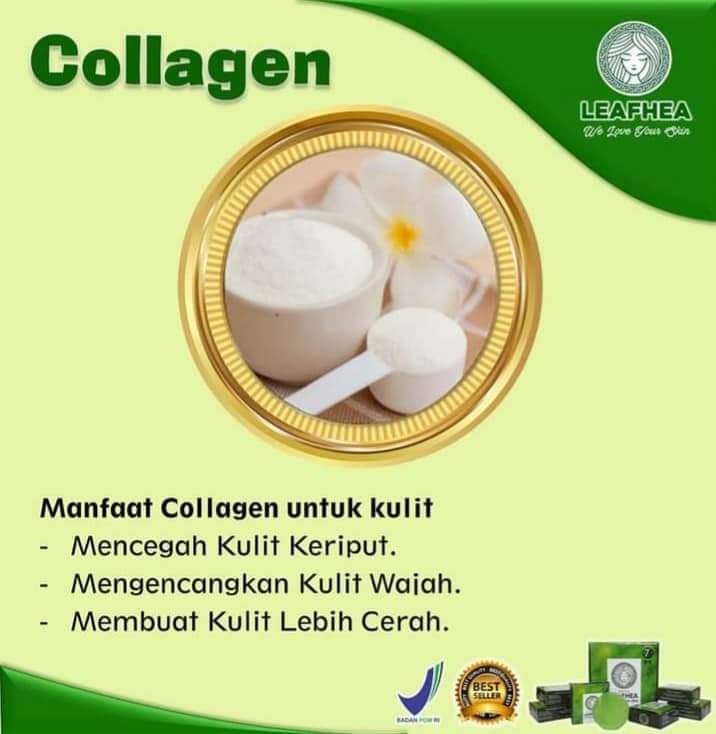 Collagen
LEAFHEA
We Love Your Skin
Manfaat Collagen untuk kulit
- Mencegah Kulit Keriput.
- Mengencangkan Kulit Wajah.
- Membuat Kulit Lebih Cerah.
BADAN POM RI
BEST
SELLER